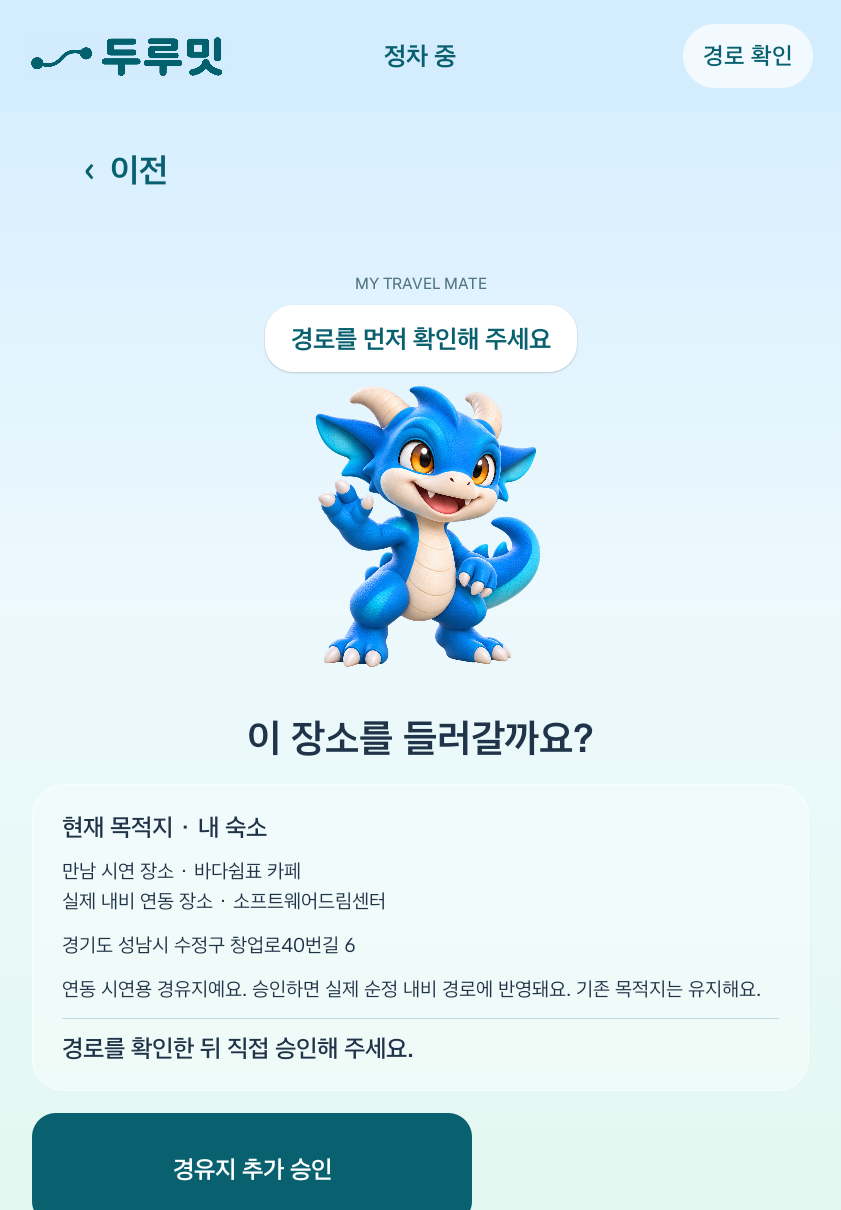 두루밋
정차 중
경로 확인
‹ 이전
MY TRAVEL MATE
경로를 먼저 확인해 주세요
이 장소를 들러갈까요?
현재 목적지 · 내 숙소
만남 시연 장소 · 바다쉼표 카페
실제 내비 연동 장소 · 소프트웨어드림센터
경기도 성남시 수정구 창업로40번길 6
연동 시연용 경유지예요. 승인하면 실제 순정 내비 경로에 반영돼요. 기존 목적지는 유지해요.
경로를 확인한 뒤 직접 승인해 주세요.
경유지 추가 승인